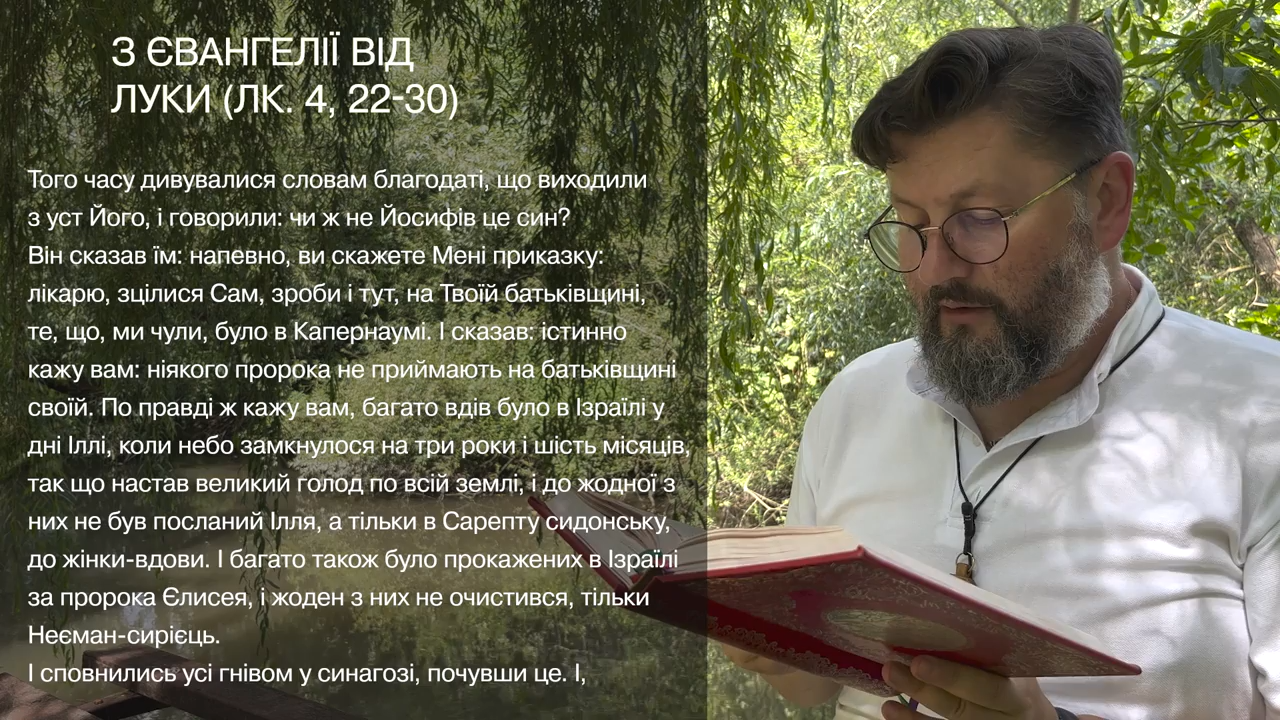 З ЄВАНГЕЛІЇ ВІД
ЛУКИ (ЛК. 4, 22-30)
Того часу дивувалися словам благодаті, що виходили
з уст Його, і говорили: чи ж не Йосифів це син?
Він сказав їм: напевно, ви скажете Мені приказку:
лікарю, зцілися Сам, зроби і тут, на Твоїй батьківщині,
те, що, ми чули, було в Капернаумі. І сказав: істинно
кажу вам: ніякого пророка не приймають на батьківщині
своїй. По правді ж кажу вам, багато вдів було в Ізраїлі у
дні Іллі, коли небо замкнулося на три роки і шість місяців,
так що настав великий голод по всій землі, і до жодної з
них не був посланий Ілля, а тільки в Сарепту сидонську,
до жінки-вдови. І багато також було прокажених в Ізраїлі
за пророка Єлисея, і жоден з них не очистився, тільки
Неєман-сирієць.
І сповнились усі гнівом у синагозі, почувши це. І,